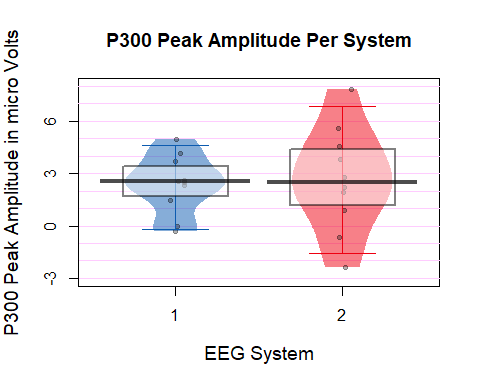 P300 Peak Amplitude Per System
P300 Peak Amplitude in micro Volts
6
3
0
-3
1
2
EEG System